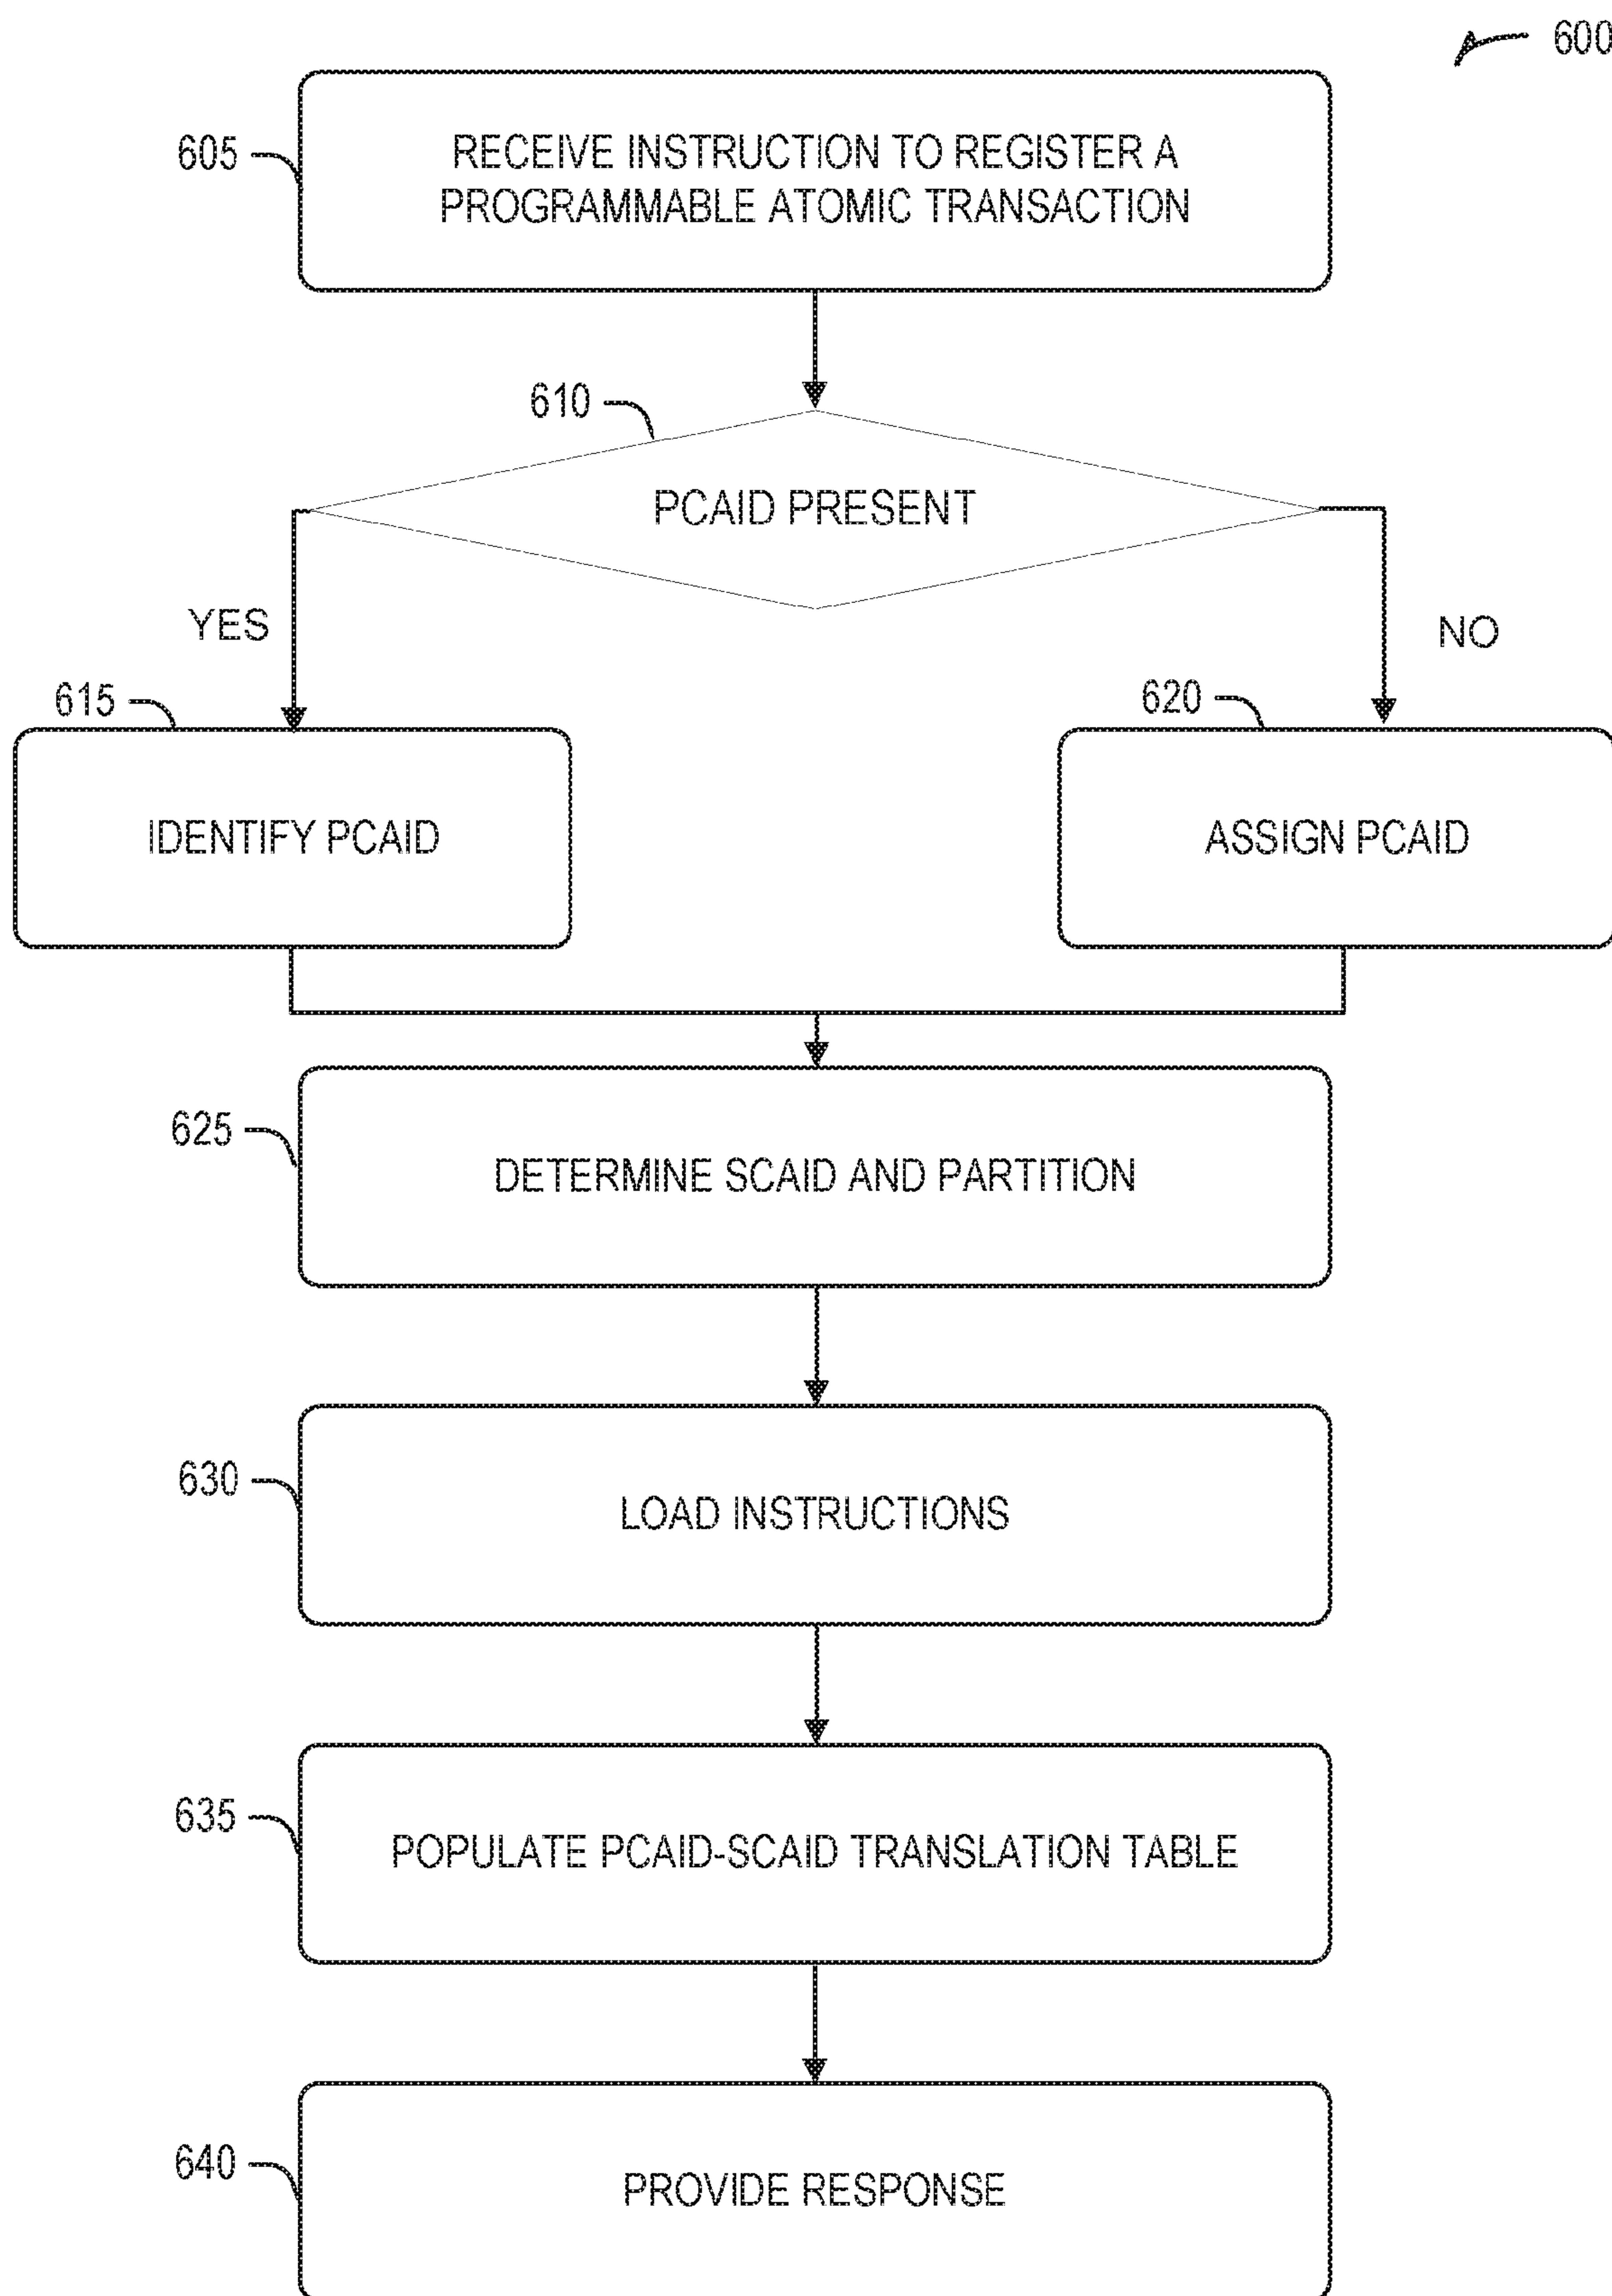 600
605
RECEIVE INSTRUCTION TO REGISTER A
PROGRAMMABLE ATOMIC TRANSACTION
610
PCAID PRESENT
YES
NO
615
620
IDENTIFY PCAID
ASSIGN PCAID
625
DETERMINE SCAID AND PARTITION
630
LOAD INSTRUCTIONS
635
POPULATE PCAID-SCAID TRANSLATION TABLE
640
PROVIDE RESPONSE